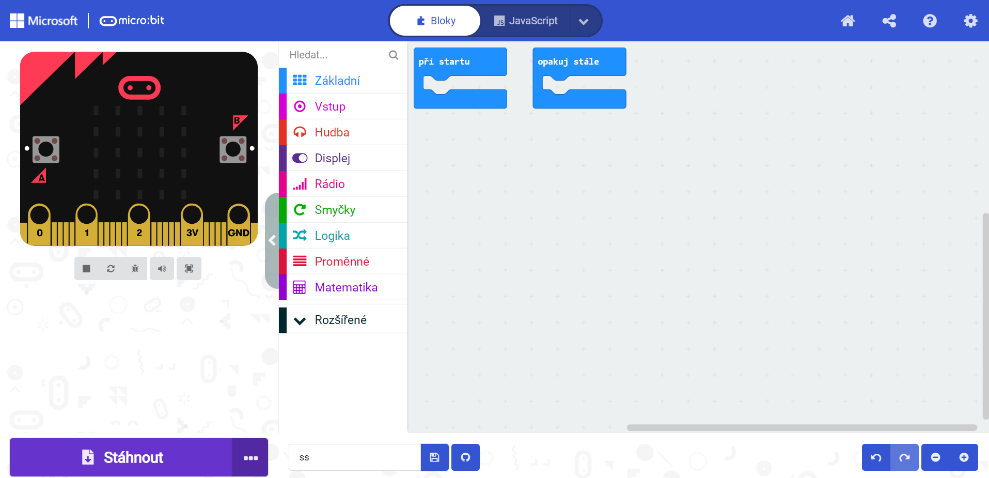 Microsoft micro:bit
Bloky
JavaScript
Hledat...
Základní
Vstup
Hudba
Displej
Rádio
Smyčky
Logika
Proměnné
Matematika
Rozšířené
při startu
opakuj stále
B
A
0 1 2 3V GND
Stáhnout
ss